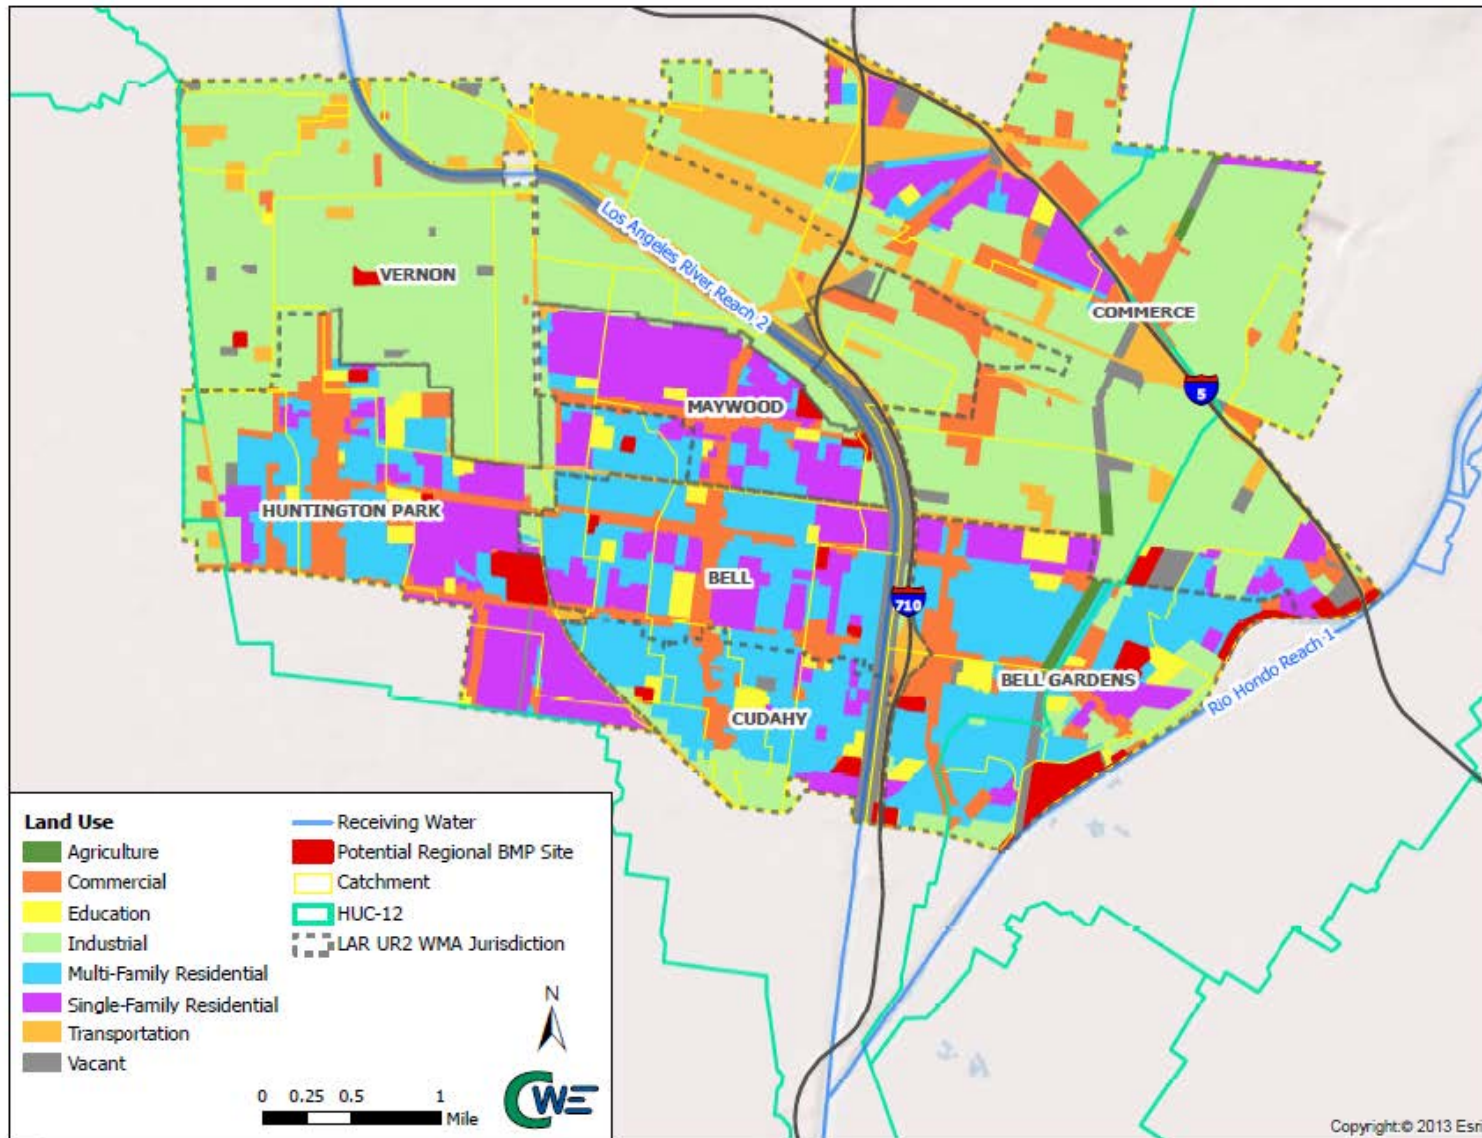 Los Angeles River Reach 2
VERNON
COMMERCE
5
MAYWOOD
HUNTINGTON PARK
BELL
710
BELL GARDENS
Rio Hondo Reach 1
CUDAHY
Land Use
Agriculture
Commercial
Education
Industrial
Multi-Family Residential
Single-Family Residential
Transportation
Vacant
Receiving Water
Potential Regional BMP Site
Catchment
HUC-12
LAR UR2 WMA Jurisdiction
N
0 0.25 0.5 1
Mile
CWE
Copyright:© 2013 Esri